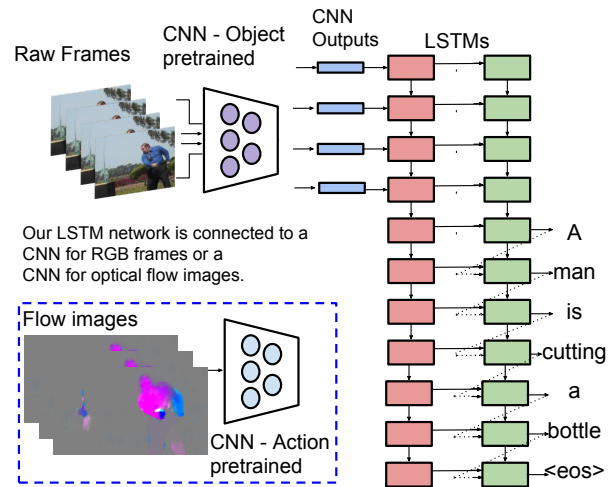 Raw Frames
CNN - Object
pretrained
CNN
Outputs
LSTMs
Our LSTM network is connected to a
CNN for RGB frames or a
CNN for optical flow images.
Flow images
CNN - Action
pretrained
A
man
is
cutting
a
bottle
<eos>